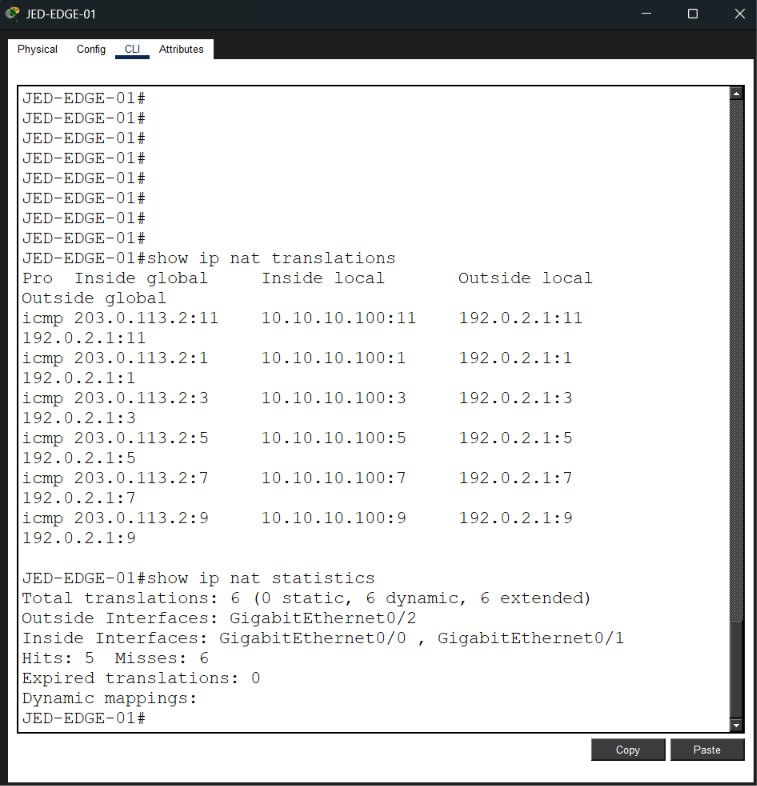 JED-EDGE-01
Physical Config CLI Attributes
JED-EDGE-01#
JED-EDGE-01#
JED-EDGE-01#
JED-EDGE-01#
JED-EDGE-01#
JED-EDGE-01#
JED-EDGE-01#
JED-EDGE-01#
JED-EDGE-01#show ip nat translations
Pro  Inside global     Inside local       Outside local
Outside global
icmp 203.0.113.2:11    10.10.10.100:11    192.0.2.1:11
192.0.2.1:11
icmp 203.0.113.2:1     10.10.10.100:1     192.0.2.1:1
192.0.2.1:1
icmp 203.0.113.2:3     10.10.10.100:3     192.0.2.1:3
192.0.2.1:3
icmp 203.0.113.2:5     10.10.10.100:5     192.0.2.1:5
192.0.2.1:5
icmp 203.0.113.2:7     10.10.10.100:7     192.0.2.1:7
192.0.2.1:7
icmp 203.0.113.2:9     10.10.10.100:9     192.0.2.1:9
192.0.2.1:9
JED-EDGE-01#show ip nat statistics
Total translations: 6 (0 static, 6 dynamic, 6 extended)
Outside Interfaces: GigabitEthernet0/2
Inside Interfaces: GigabitEthernet0/0 , GigabitEthernet0/1
Hits: 5  Misses: 6
Expired translations: 0
Dynamic mappings:
JED-EDGE-01#
Copy Paste